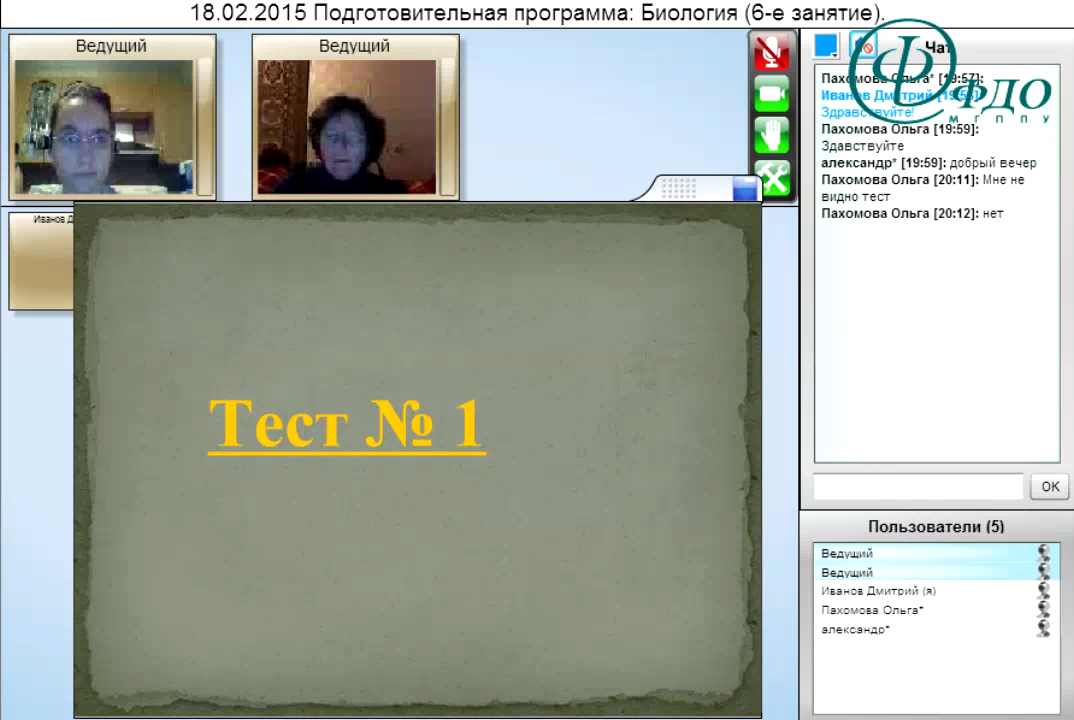 18.02.2015 Подготовительная программа: Биология (6-е занятие).
Ведущий
Ведущий
Иванов Д
Тест № 1
Чат
Пахомова Ольга* [19:57]:
Иванов Дмитрий
Здравствуйте!
Пахомова Ольга [19:59]:
Здавствуйте
александр* [19:59]: добрый вечер
Пахомова Ольга [20:11]: Мне не
видно тест
Пахомова Ольга [20:12]: нет
ФДО
МГППУ
OK
Пользователи (5)
Ведущий
Ведущий
Иванов Дмитрий (я)
Пахомова Ольга*
александр*